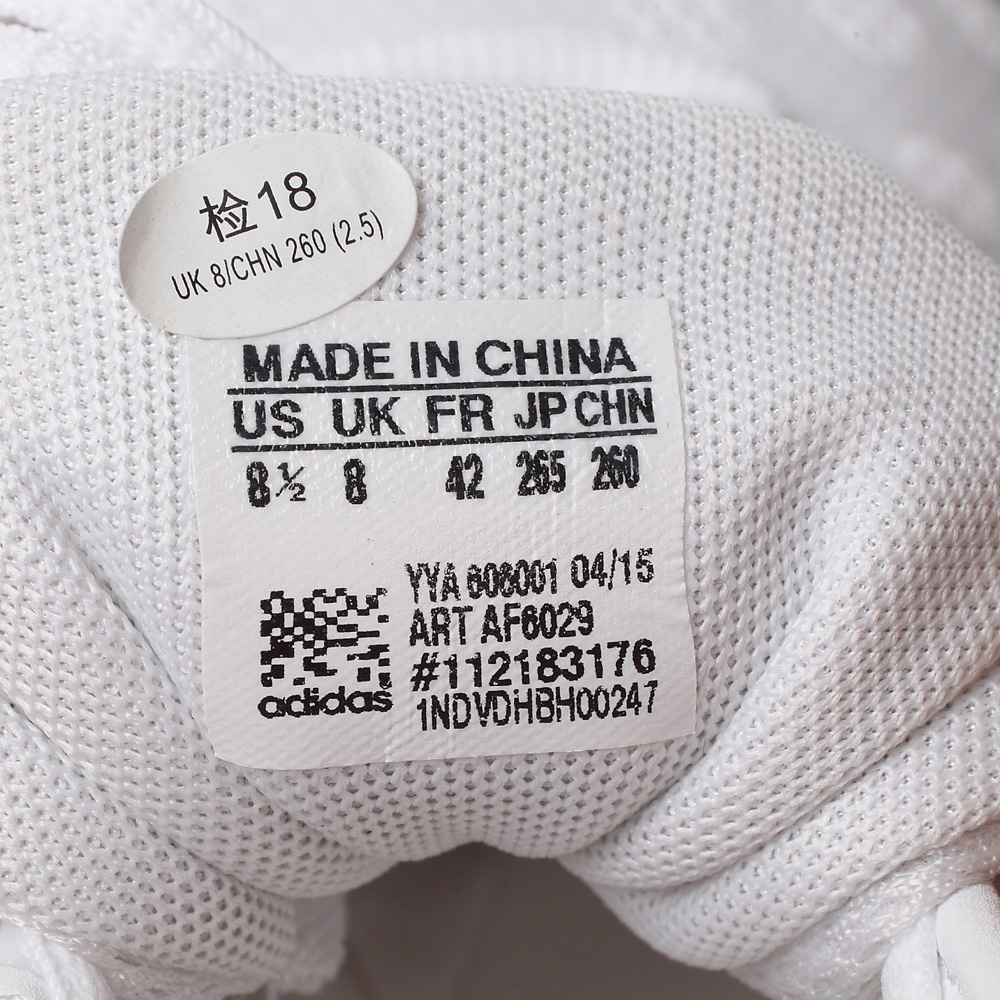 检18
UK 8/CHN 260 (2.5)
MADE IN CHINA
US UK FR JP CHN
8½ 8 42 265 260
YYA 606001 04/15
ART AF6029
#112183176
1NDVDHBH00247
adidas